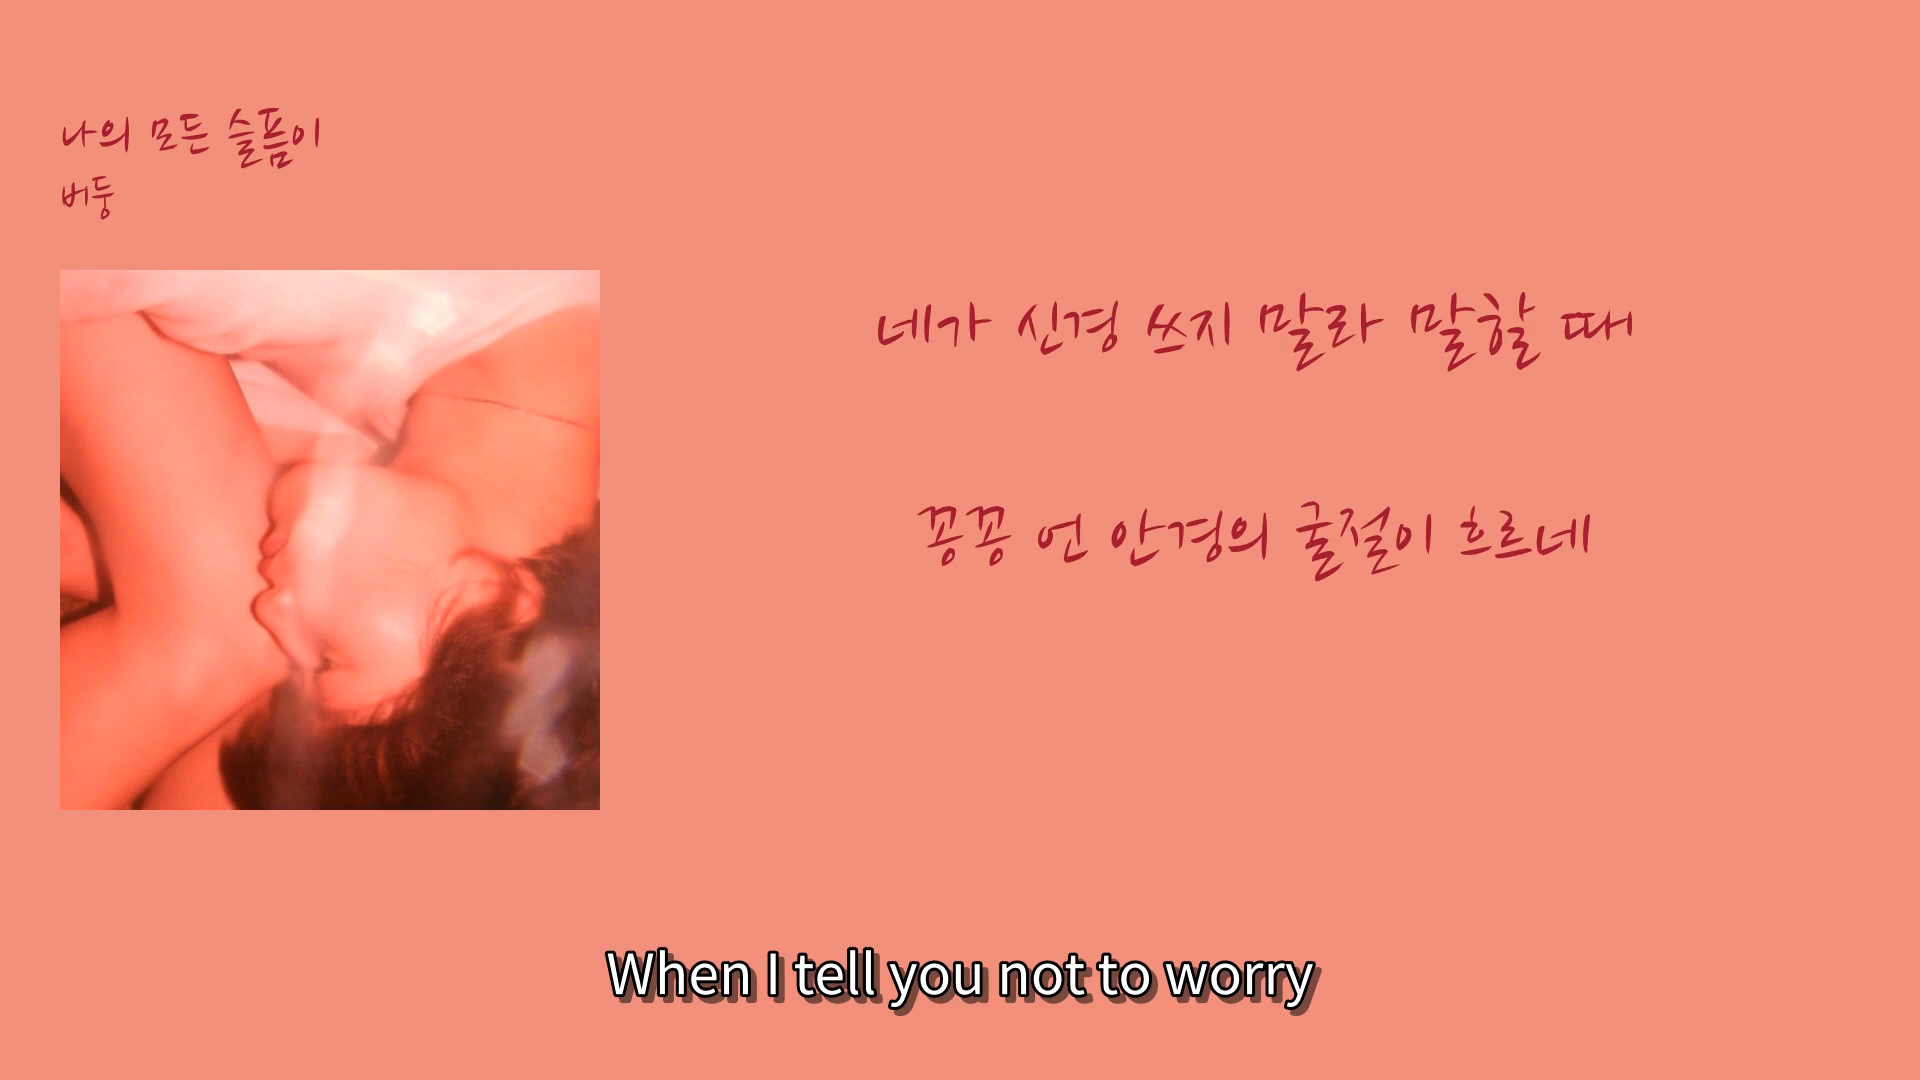 나의 모든 슬픔이
버둥
네가 신경 쓰지 말라 말할 때
꽁꽁 언 안경의 굴절이 흐르네
When I tell you not to worry